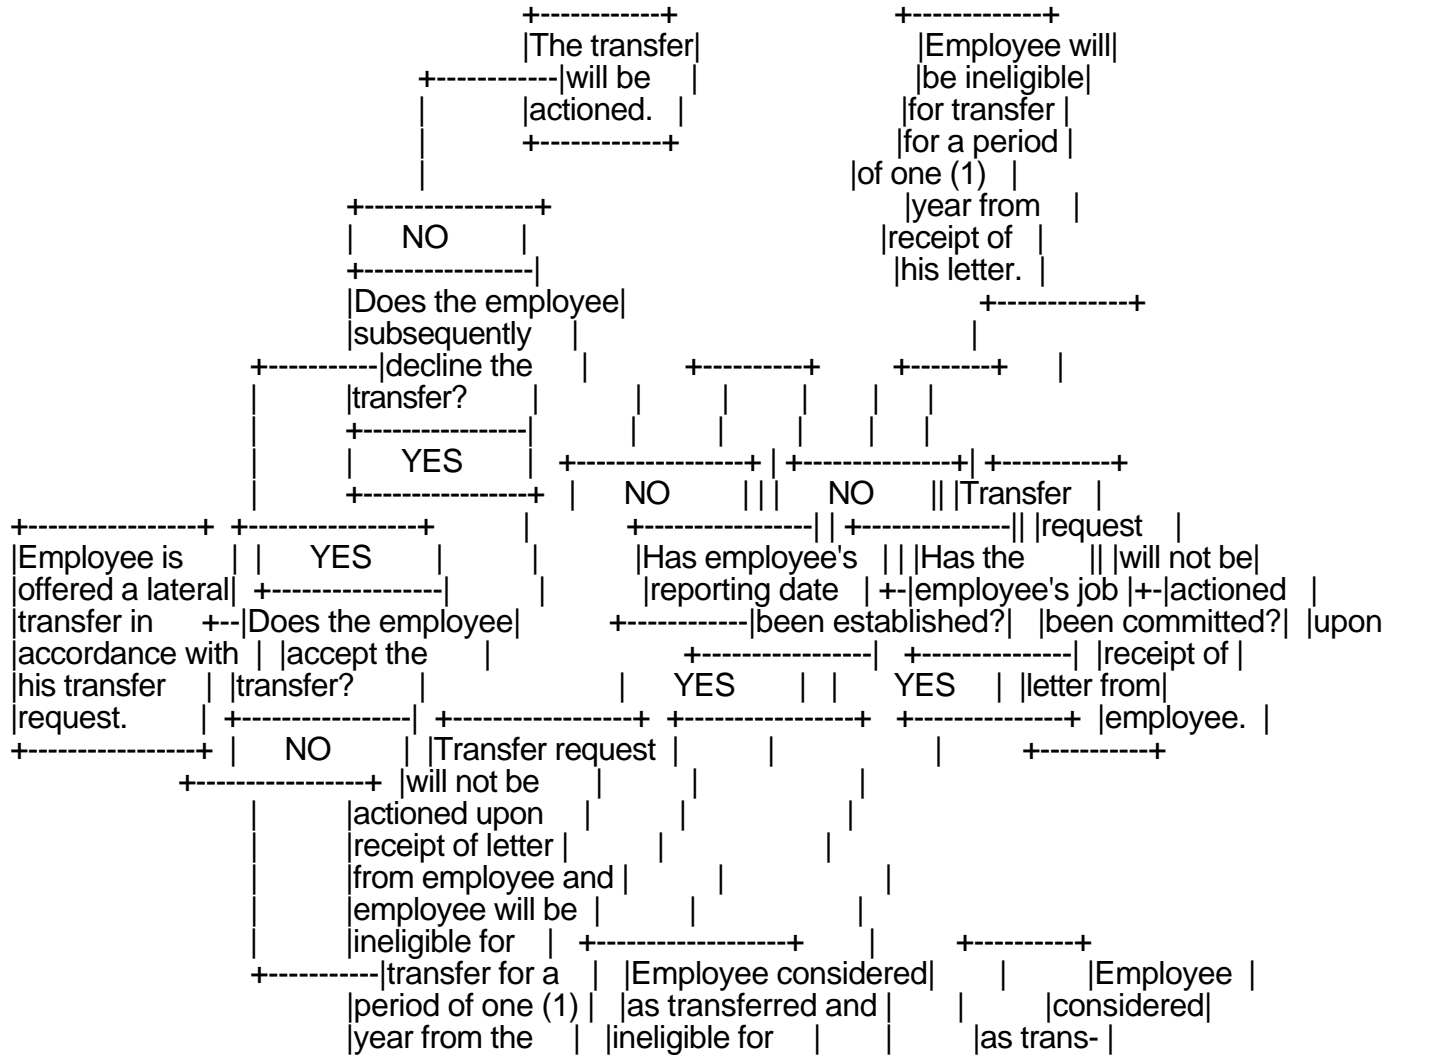 +------------+ +------------+
|The transfer| |Employee will|
+-----------|will be | |be ineligible|
| |actioned. | |for transfer |
| +------------+ |for a period |
| |of one (1) |
+----------------+ |year from |
| NO | |receipt of |
+----------------| |his letter. |
|Does the employee| +------------+
|subsequently | |
+----------|decline the | +----------+ +--------+ |
| |transfer? | | | | | |
| +----------------| | | | | |
| | YES | +----------------+ | +---------------+| +-----------+
| +----------------+ | NO | | | NO || |Transfer |
+----------------+ +----------------+ | +----------------| | +--------------|| |request |
|Employee is | | YES | | |Has employee's | | |Has the || |will not be|
|offered a lateral| +----------------| | |reporting date | +-|employee's job |+-|actioned |
|transfer in +--|Does the employee| +-----------|been established?| |been committed?| |upon
|accordance with | |accept the | +----------------| +--------------| |receipt of |
|his transfer | |transfer? | | YES | | YES | |letter from|
|request. | +----------------| +-----------------+ +----------------+ +--------------+ |employee. |
+----------------+ | NO | |Transfer request | | | +-----------+
+----------------+ |will not be | | |
| |actioned upon | | |
| |receipt of letter | | |
| |from employee and | | |
| |employee will be | | |
| |ineligible for | +-----------------+ | +----------+
+----------|transfer for a | |Employee considered| | |Employee |
|period of one (1) | |as transferred and | | |considered|
|year from the | |ineligible for | | |as trans- |